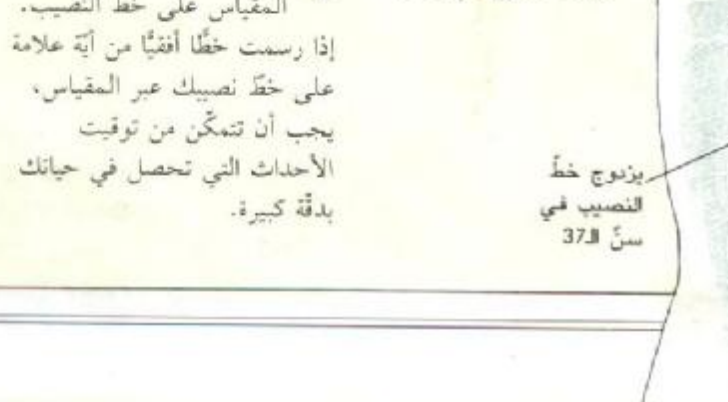 المقياس على خط النصيب.
إذا رسمت خطًّا أفقيًّا من أيّة علامة
على خطّ نصيبك عبر المقياس،
يجب أن تتمكّن من توقيت
الأحداث التي تحصل في حياتك
بدقّة كبيرة.
يزدوج خطّ
النصيب في
سنّ الـ37